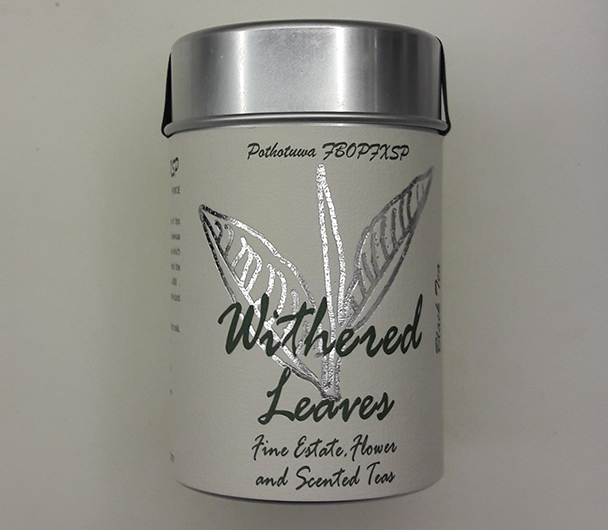 Pothotuwa FBOPFXSP
Withered
Leaves
Fine Estate, Flower
and Scented Teas
Black Tea